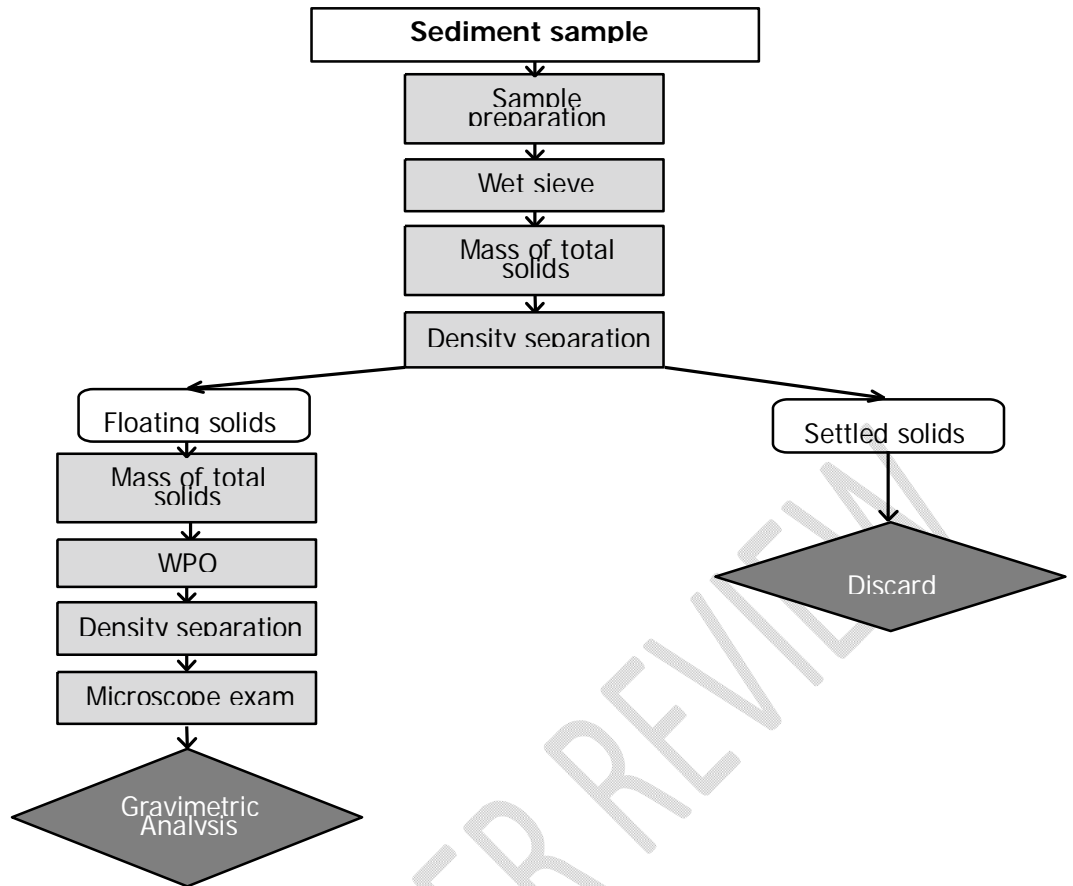 Sediment sample
Sample
preparation
Wet sieve
Mass of total
solids
Density separation
Floating solids
Settled solids
Mass of total
solids
WPO
Discard
Density separation
Microscope exam
Gravimetric
Analysis
ER REVIEW